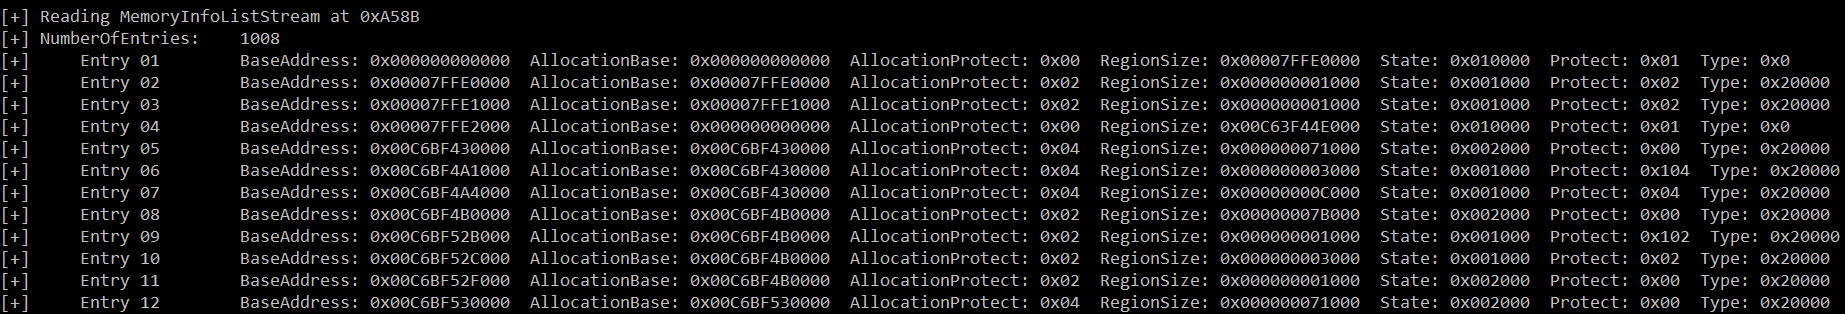 [+] Reading MemoryInfoListStream at 0xA58B
[+] NumberOfEntries:    1008
[+]     Entry 01        BaseAddress: 0x000000000000  AllocationBase: 0x000000000000  AllocationProtect: 0x00  RegionSize: 0x00007FFE0000  State: 0x010000  Protect: 0x01  Type: 0x0
[+]     Entry 02        BaseAddress: 0x00007FFE0000  AllocationBase: 0x00007FFE0000  AllocationProtect: 0x02  RegionSize: 0x000000001000  State: 0x001000  Protect: 0x02  Type: 0x20000
[+]     Entry 03        BaseAddress: 0x00007FFE1000  AllocationBase: 0x00007FFE1000  AllocationProtect: 0x02  RegionSize: 0x000000001000  State: 0x001000  Protect: 0x02  Type: 0x20000
[+]     Entry 04        BaseAddress: 0x00007FFE2000  AllocationBase: 0x000000000000  AllocationProtect: 0x00  RegionSize: 0x00C63F44E000  State: 0x010000  Protect: 0x01  Type: 0x0
[+]     Entry 05        BaseAddress: 0x00C6BF430000  AllocationBase: 0x00C6BF430000  AllocationProtect: 0x04  RegionSize: 0x000000071000  State: 0x002000  Protect: 0x00  Type: 0x20000
[+]     Entry 06        BaseAddress: 0x00C6BF4A1000  AllocationBase: 0x00C6BF430000  AllocationProtect: 0x04  RegionSize: 0x000000003000  State: 0x001000  Protect: 0x104  Type: 0x20000
[+]     Entry 07        BaseAddress: 0x00C6BF4A4000  AllocationBase: 0x00C6BF430000  AllocationProtect: 0x04  RegionSize: 0x00000000C000  State: 0x001000  Protect: 0x04  Type: 0x20000
[+]     Entry 08        BaseAddress: 0x00C6BF4B0000  AllocationBase: 0x00C6BF4B0000  AllocationProtect: 0x02  RegionSize: 0x00000007B000  State: 0x002000  Protect: 0x00  Type: 0x20000
[+]     Entry 09        BaseAddress: 0x00C6BF52B000  AllocationBase: 0x00C6BF4B0000  AllocationProtect: 0x02  RegionSize: 0x000000001000  State: 0x001000  Protect: 0x102  Type: 0x20000
[+]     Entry 10        BaseAddress: 0x00C6BF52C000  AllocationBase: 0x00C6BF4B0000  AllocationProtect: 0x02  RegionSize: 0x000000003000  State: 0x001000  Protect: 0x02  Type: 0x20000
[+]     Entry 11        BaseAddress: 0x00C6BF52F000  AllocationBase: 0x00C6BF4B0000  AllocationProtect: 0x02  RegionSize: 0x000000001000  State: 0x002000  Protect: 0x00  Type: 0x20000
[+]     Entry 12        BaseAddress: 0x00C6BF530000  AllocationBase: 0x00C6BF530000  AllocationProtect: 0x04  RegionSize: 0x000000071000  State: 0x002000  Protect: 0x00  Type: 0x20000